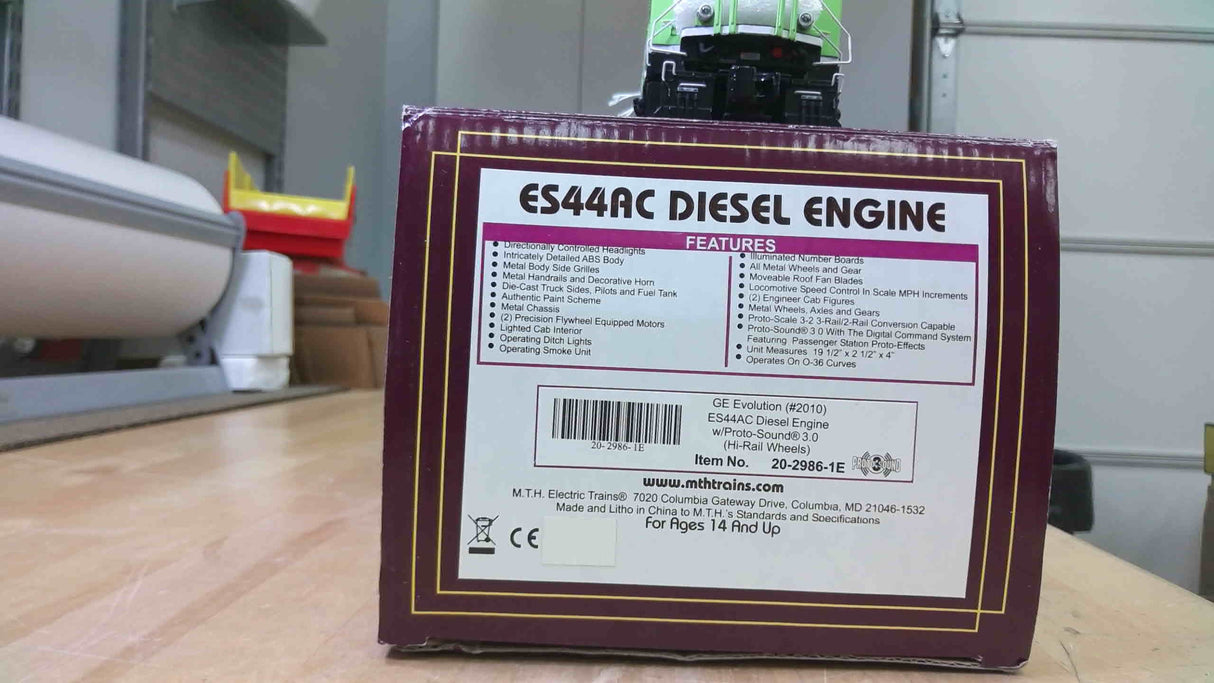 ES44AC DIESEL ENGINE
FEATURES
• Directionally Controlled Headlights
• Intricately Detailed ABS Body
• Metal Body Side Grilles
• Metal Handrails and Decorative Horn
• Die-Cast Truck Sides, Pilots and Fuel Tank
• Authentic Paint Scheme
• Metal Chassis
• (2) Precision Flywheel Equipped Motors
• Lighted Cab Interior
• Operating Ditch Lights
• Operating Smoke Unit
• Illuminated Number Boards
• All Metal Wheels and Gear
• Moveable Roof Fan Blades
• Locomotive Speed Control In Scale MPH Increments
• (2) Engineer Cab Figures
• Metal Wheels, Axles and Gears
• Proto-Scale 3-2 3-Rail/2-Rail Conversion Capable
• Proto-Sound® 3.0 With The Digital Command System
Featuring Passenger Station Proto-Effects
• Unit Measures 19 1/2" x 2 1/2" x 4"
• Operates On O-36 Curves
20-2986-1E
GE Evolution (#2010)
ES44AC Diesel Engine
w/Proto-Sound® 3.0
(Hi-Rail Wheels)
Item No. 20-2986-1E
PROTO 3 SOUND
www.mthtrains.com
M.T.H. Electric Trains® 7020 Columbia Gateway Drive, Columbia, MD 21046-1532
Made and Litho in China to M.T.H.'s Standards and Specifications
For Ages 14 And Up
CE